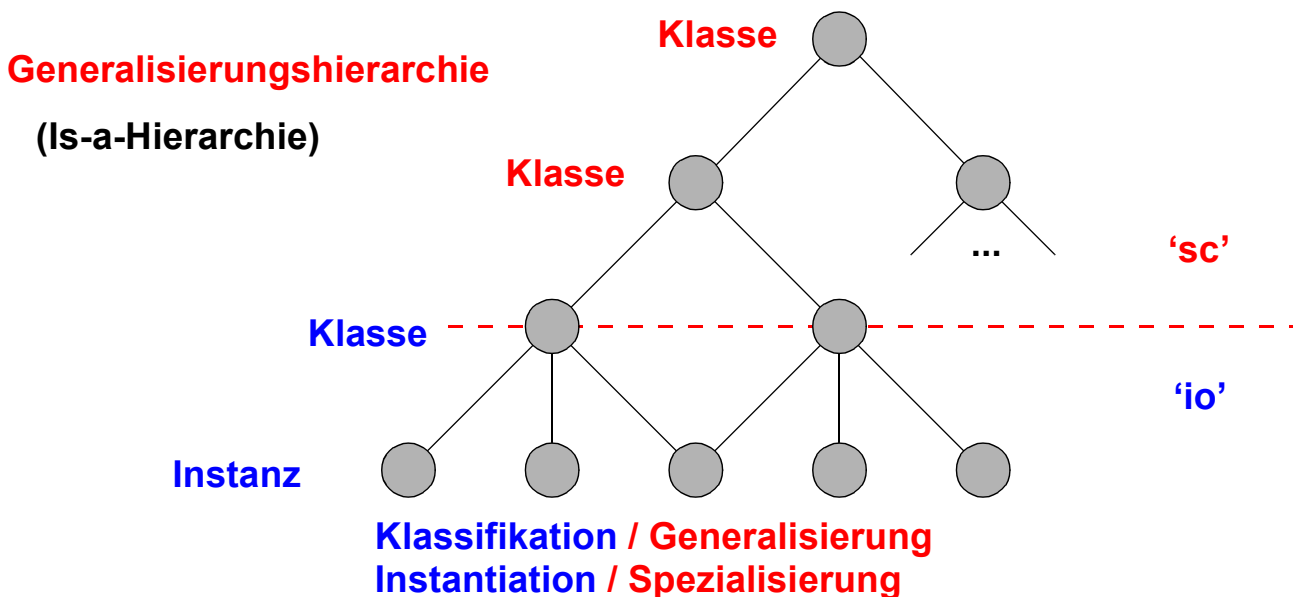 Klasse
Generalisierungshierarchie
(Is-a-Hierarchie)
Klasse
...
‘sc’
Klasse
‘io’
Instanz
Klassifikation / Generalisierung
Instantiation / Spezialisierung